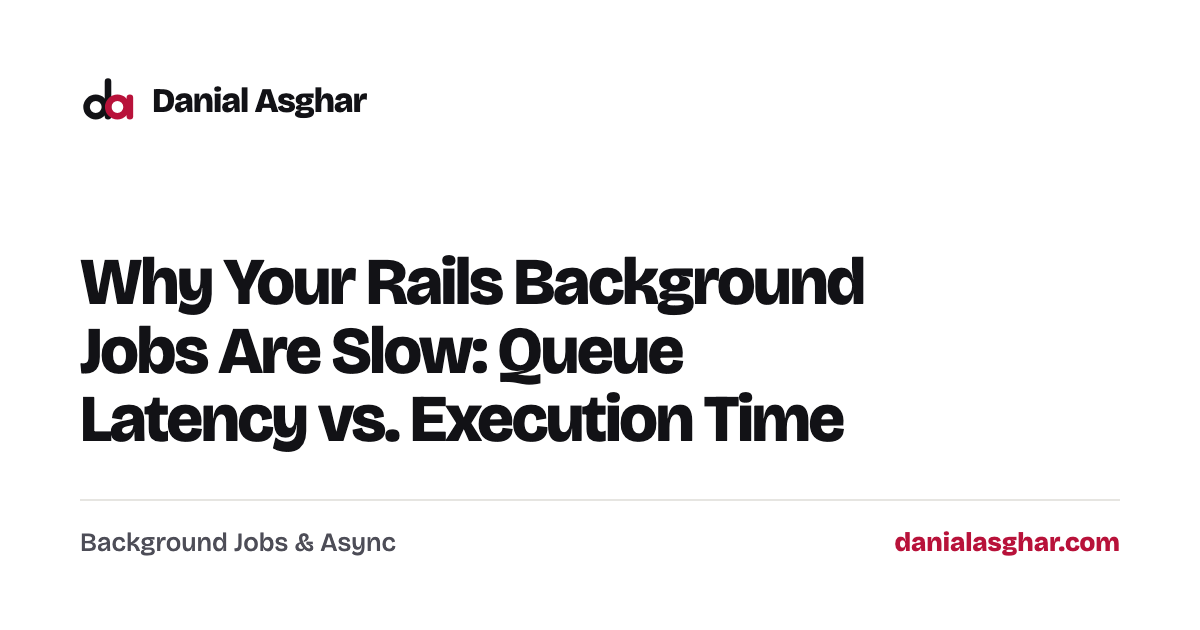 da Danial Asghar
Why Your Rails Background
Jobs Are Slow: Queue
Latency vs. Execution Time
Background Jobs & Async
danialasghar.com